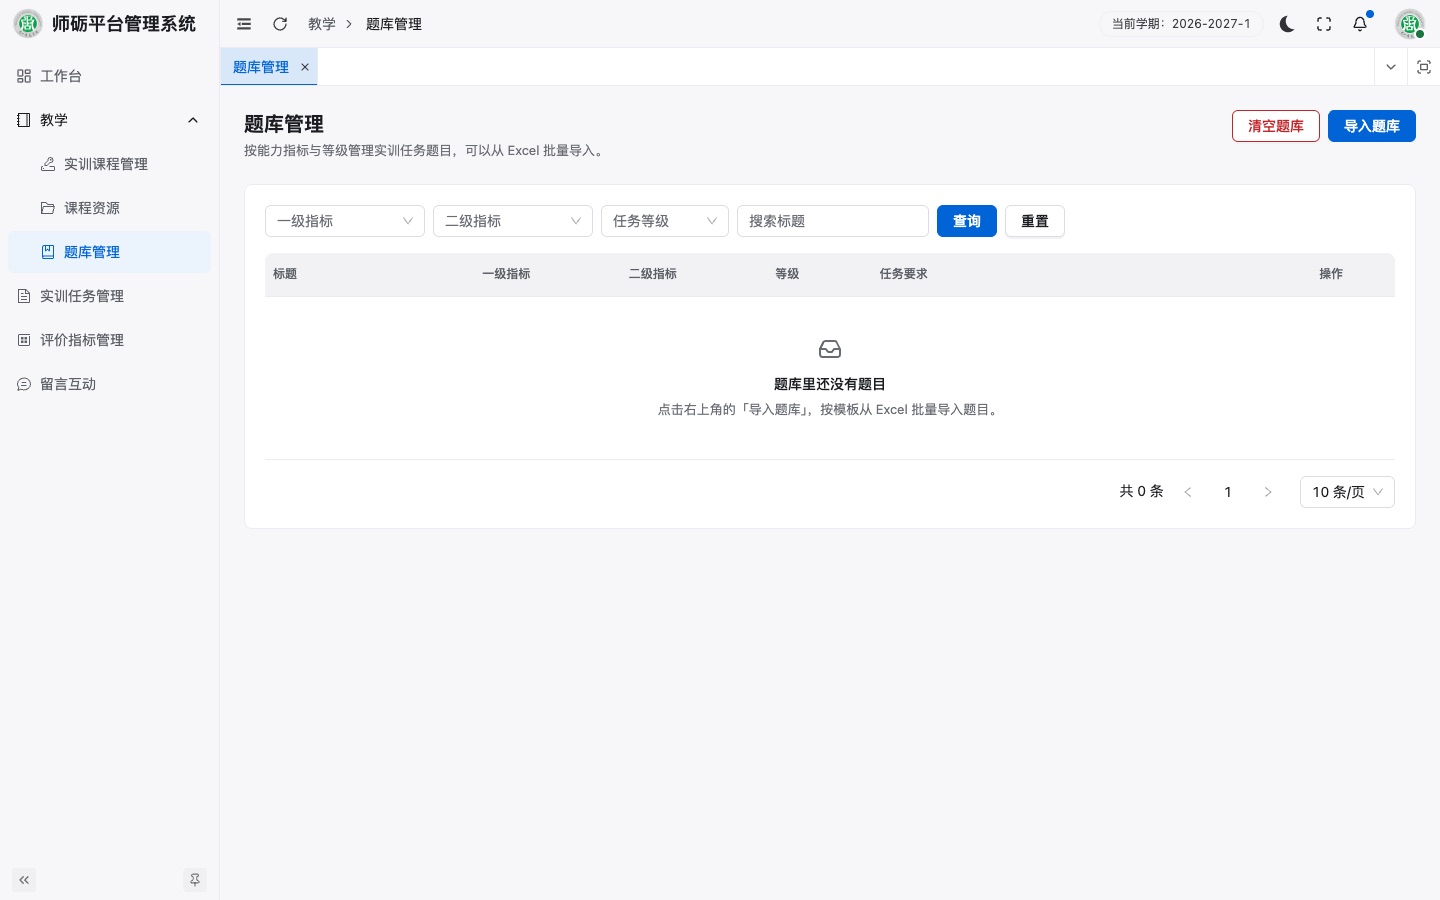 师砺平台管理系统
教学
题库管理
当前学期：2026-2027-1
题库管理
工作台
教学
实训课程管理
课程资源
题库管理
实训任务管理
评价指标管理
留言互动
题库管理
按能力指标与等级管理实训任务题目，可以从 Excel 批量导入。
清空题库
导入题库
一级指标
二级指标
任务等级
搜索标题
查询
重置
标题
一级指标
二级指标
等级
任务要求
操作
题库里还没有题目
点击右上角的「导入题库」，按模板从 Excel 批量导入题目。
共 0 条
1
10 条/页